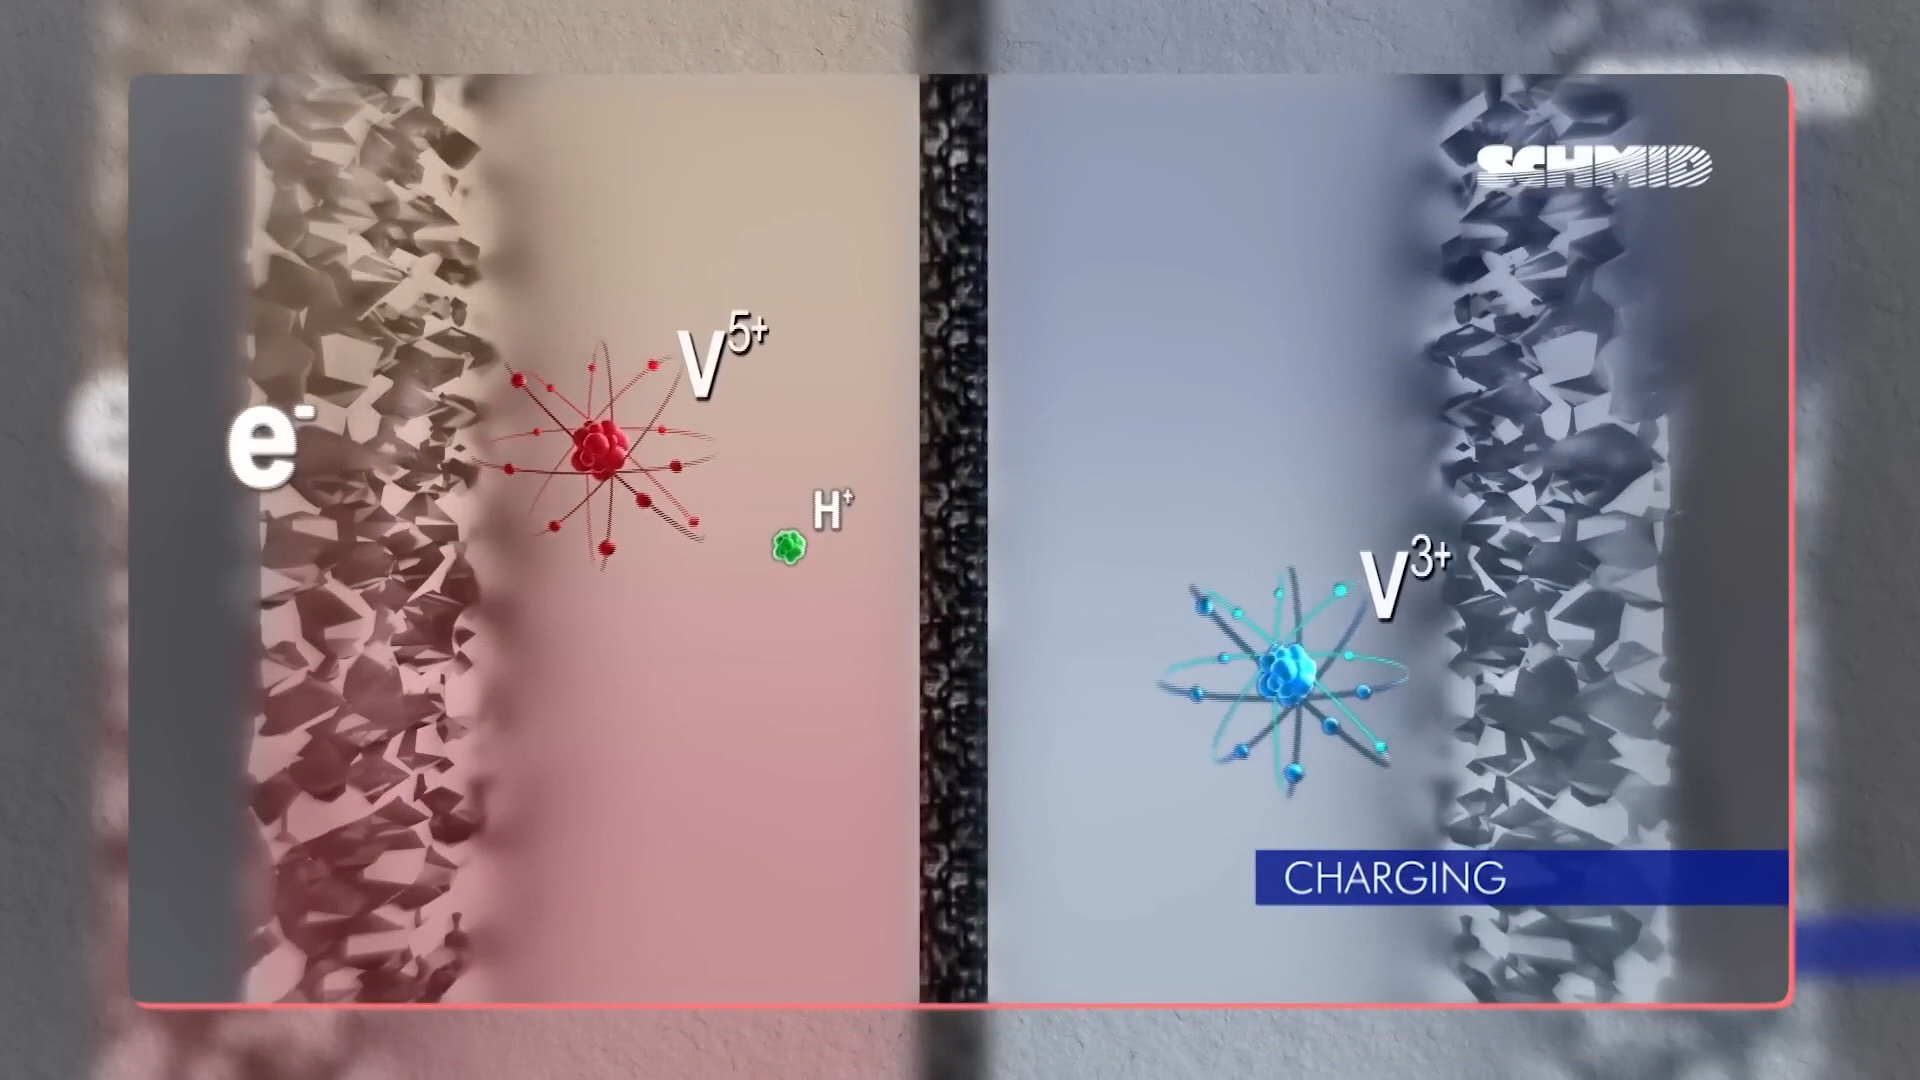 SCHMID
V5+
e-
H+
V3+
CHARGING